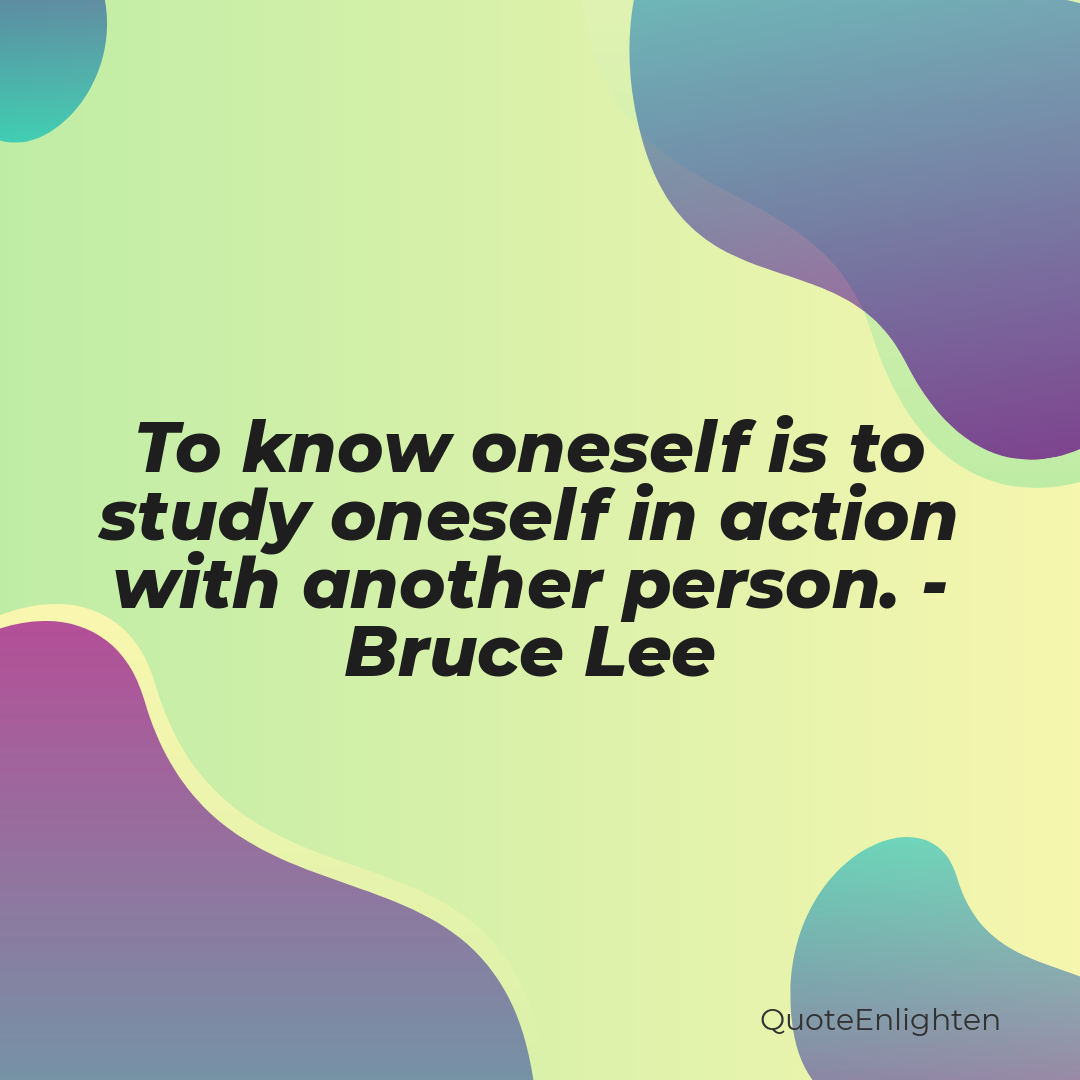 To know oneself is to
study oneself in action
with another person. -
Bruce Lee
QuoteEnlighten